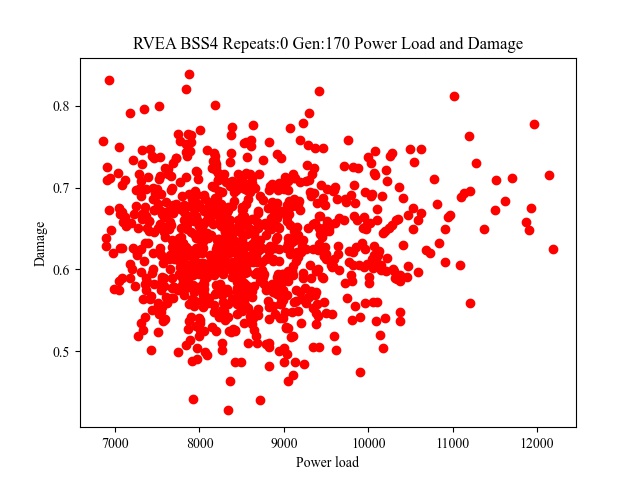 RVEA BSS4 Repeats:0 Gen:170 Power Load and Damage
0.8
0.7
0.6
0.5
Damage
7000 8000 9000 10000 11000 12000
Power load